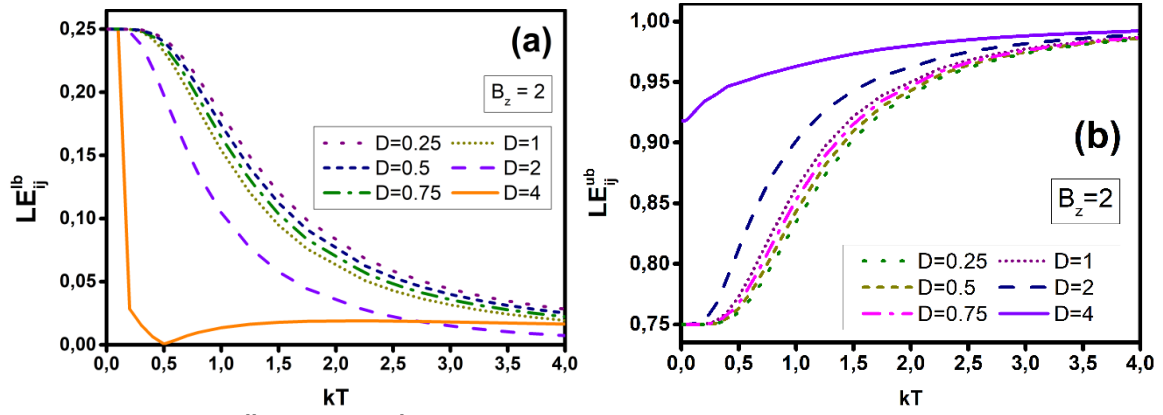 (a)
B_z = 2
D=0.25 D=1
D=0.5 D=2
D=0.75 D=4
LE_ij^lb
0,25
0,20
0,15
0,10
0,05
0,00
0,0 0,5 1,0 1,5 2,0 2,5 3,0 3,5 4,0
kT
(b)
B_z=2
D=0.25 D=1
D=0.5 D=2
D=0.75 D=4
LE_ij^ub
1,00
0,95
0,90
0,85
0,80
0,75
0,0 0,5 1,0 1,5 2,0 2,5 3,0 3,5 4,0
kT